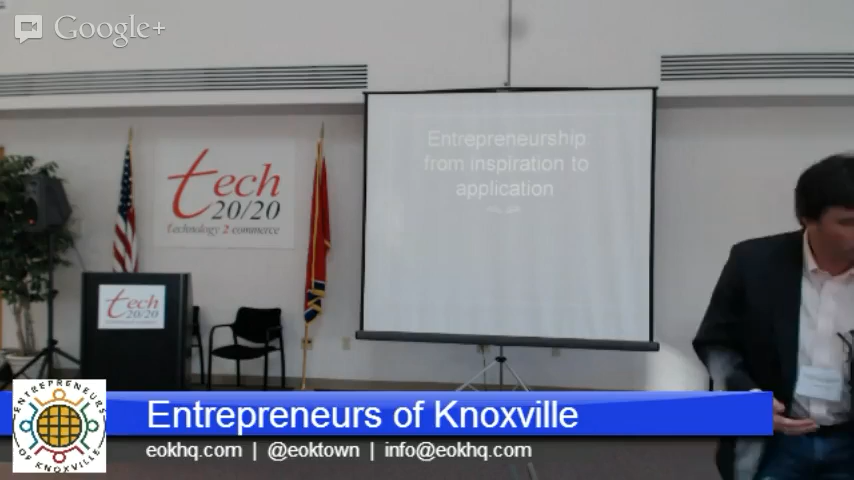 Google+
Entrepreneurship
from inspiration to
application
tech
20/20
technology 2 commerce
tech
20/20
ENTREPRENEURS
OF KNOXVILLE
Entrepreneurs of Knoxville
eokhq.com | @eoktown | info@eokhq.com